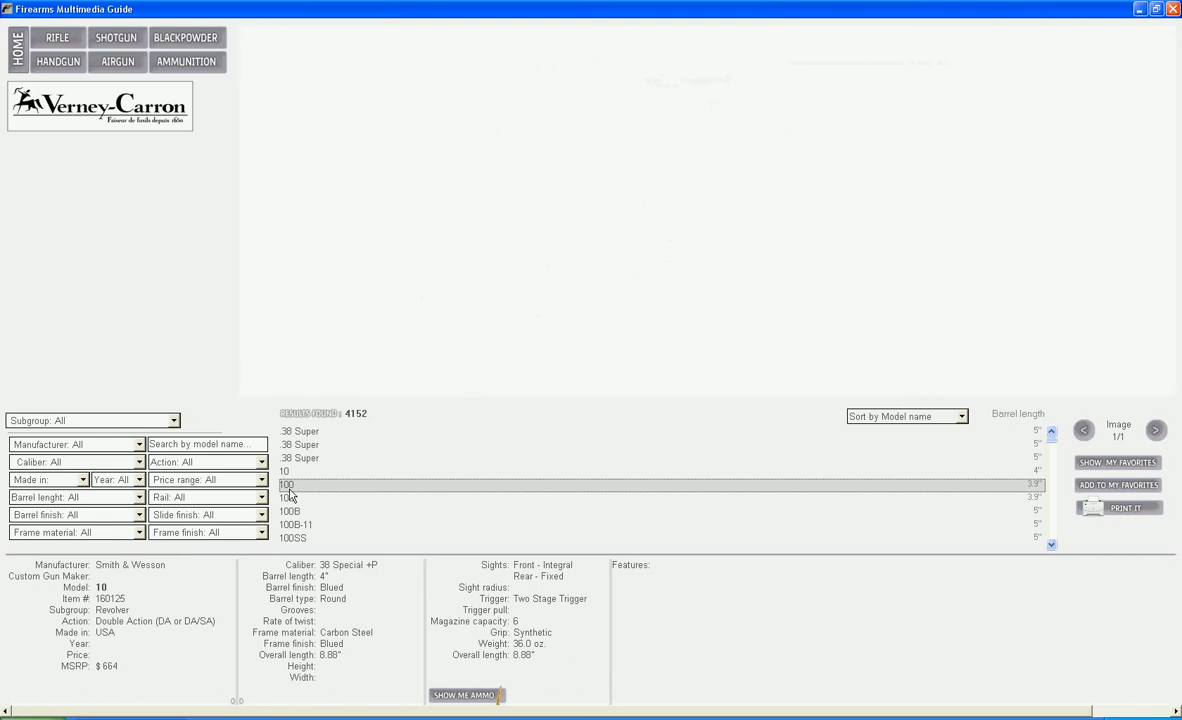 Firearms Multimedia Guide
HOME
RIFLE
SHOTGUN
BLACKPOWDER
HANDGUN
AIRGUN
AMMUNITION
Verney-Carron
Faiseur de fusils depuis 1650
Subgroup: All
RESULTS FOUND: 4152
Sort by Model name
Barrel length
Manufacturer: All
Search by model name...
Caliber: All
Action: All
Made in:
Year: All
Price range: All
Barrel lenght: All
Rail: All
Barrel finish: All
Slide finish: All
Frame material: All
Frame finish: All
.38 Super 5"
.38 Super 5"
.38 Super 5"
10 4"
100 3.9"
3.9"
100B 5"
100B-11 5"
100SS 5"
< Image >
1/1
SHOW MY FAVORITES
ADD TO MY FAVORITES
PRINT IT
Manufacturer: Smith & Wesson
Custom Gun Maker:
Model: 10
Item #: 160125
Subgroup: Revolver
Action: Double Action (DA or DA/SA)
Made in: USA
Year:
Price:
MSRP: $ 664
0.0
Caliber: 38 Special +P
Barrel length: 4"
Barrel finish: Blued
Barrel type: Round
Grooves:
Rate of twist:
Frame material: Carbon Steel
Frame finish: Blued
Overall length: 8.88"
Height:
Width:
Sights: Front - Integral
Rear - Fixed
Sight radius:
Trigger: Two Stage Trigger
Trigger pull:
Magazine capacity: 6
Grip: Synthetic
Weight: 36.0 oz.
Overall length: 8.88"
SHOW ME AMMO
Features: